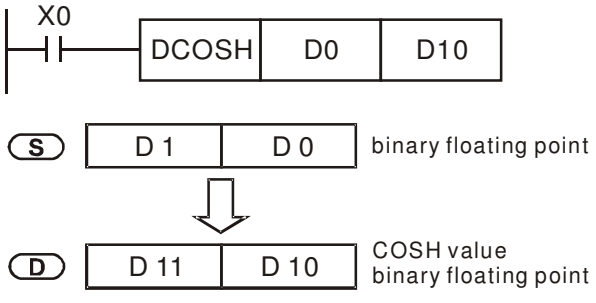 X0
DCOSH D0 D10
S D 1 D 0 binary floating point
D D 11 D 10 COSH value
binary floating point